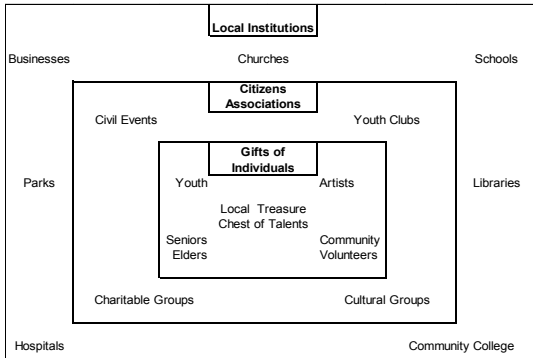 Local Institutions
Businesses
Churches
Schools
Citizens
Associations
Civil Events
Youth Clubs
Gifts of
Individuals
Parks
Youth
Artists
Libraries
Local Treasure
Chest of Talents
Seniors
Elders
Community
Volunteers
Charitable Groups
Cultural Groups
Hospitals
Community College